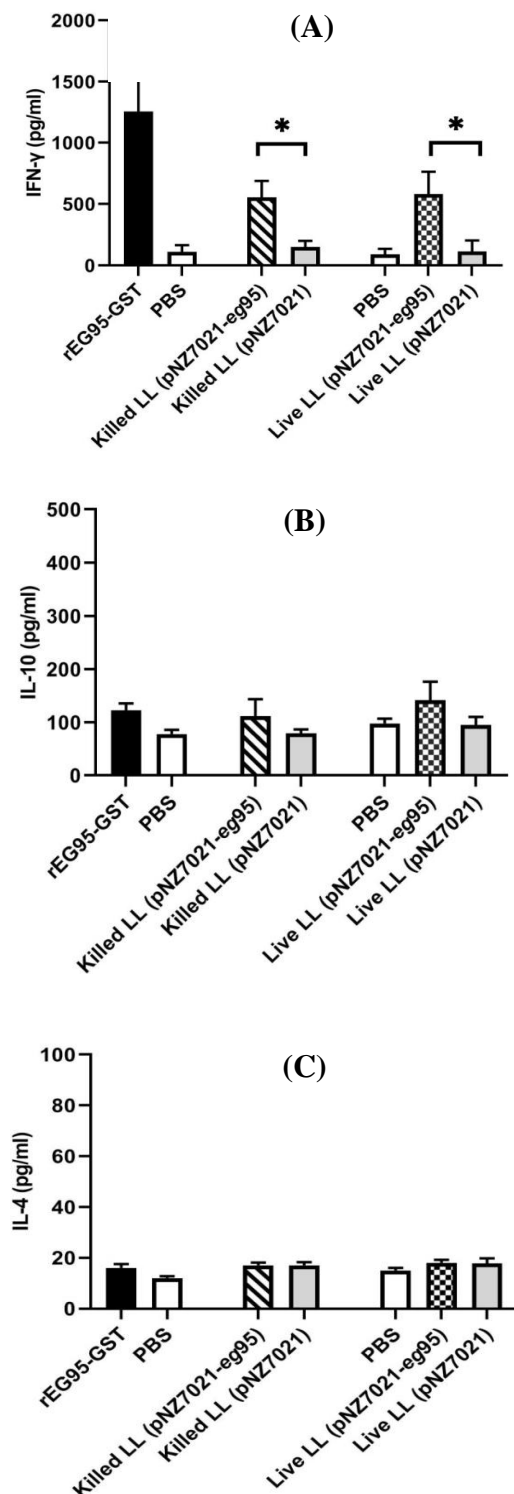 (A)
IFN-γ (pg/ml)
2000
1500
1000
500
0
*
*
rEG95-GST
PBS
Killed LL (pNZ7021-eg95)
Killed LL (pNZ7021)
PBS
Live LL (pNZ7021-eg95)
Live LL (pNZ7021)
(B)
IL-10 (pg/ml)
500
400
300
200
100
0
rEG95-GST
PBS
Killed LL (pNZ7021-eg95)
Killed LL (pNZ7021)
PBS
Live LL (pNZ7021-eg95)
Live LL (pNZ7021)
(C)
IL-4 (pg/ml)
100
80
60
40
20
0
rEG95-GST
PBS
Killed LL (pNZ7021-eg95)
Killed LL (pNZ7021)
PBS
Live LL (pNZ7021-eg95)
Live LL (pNZ7021)